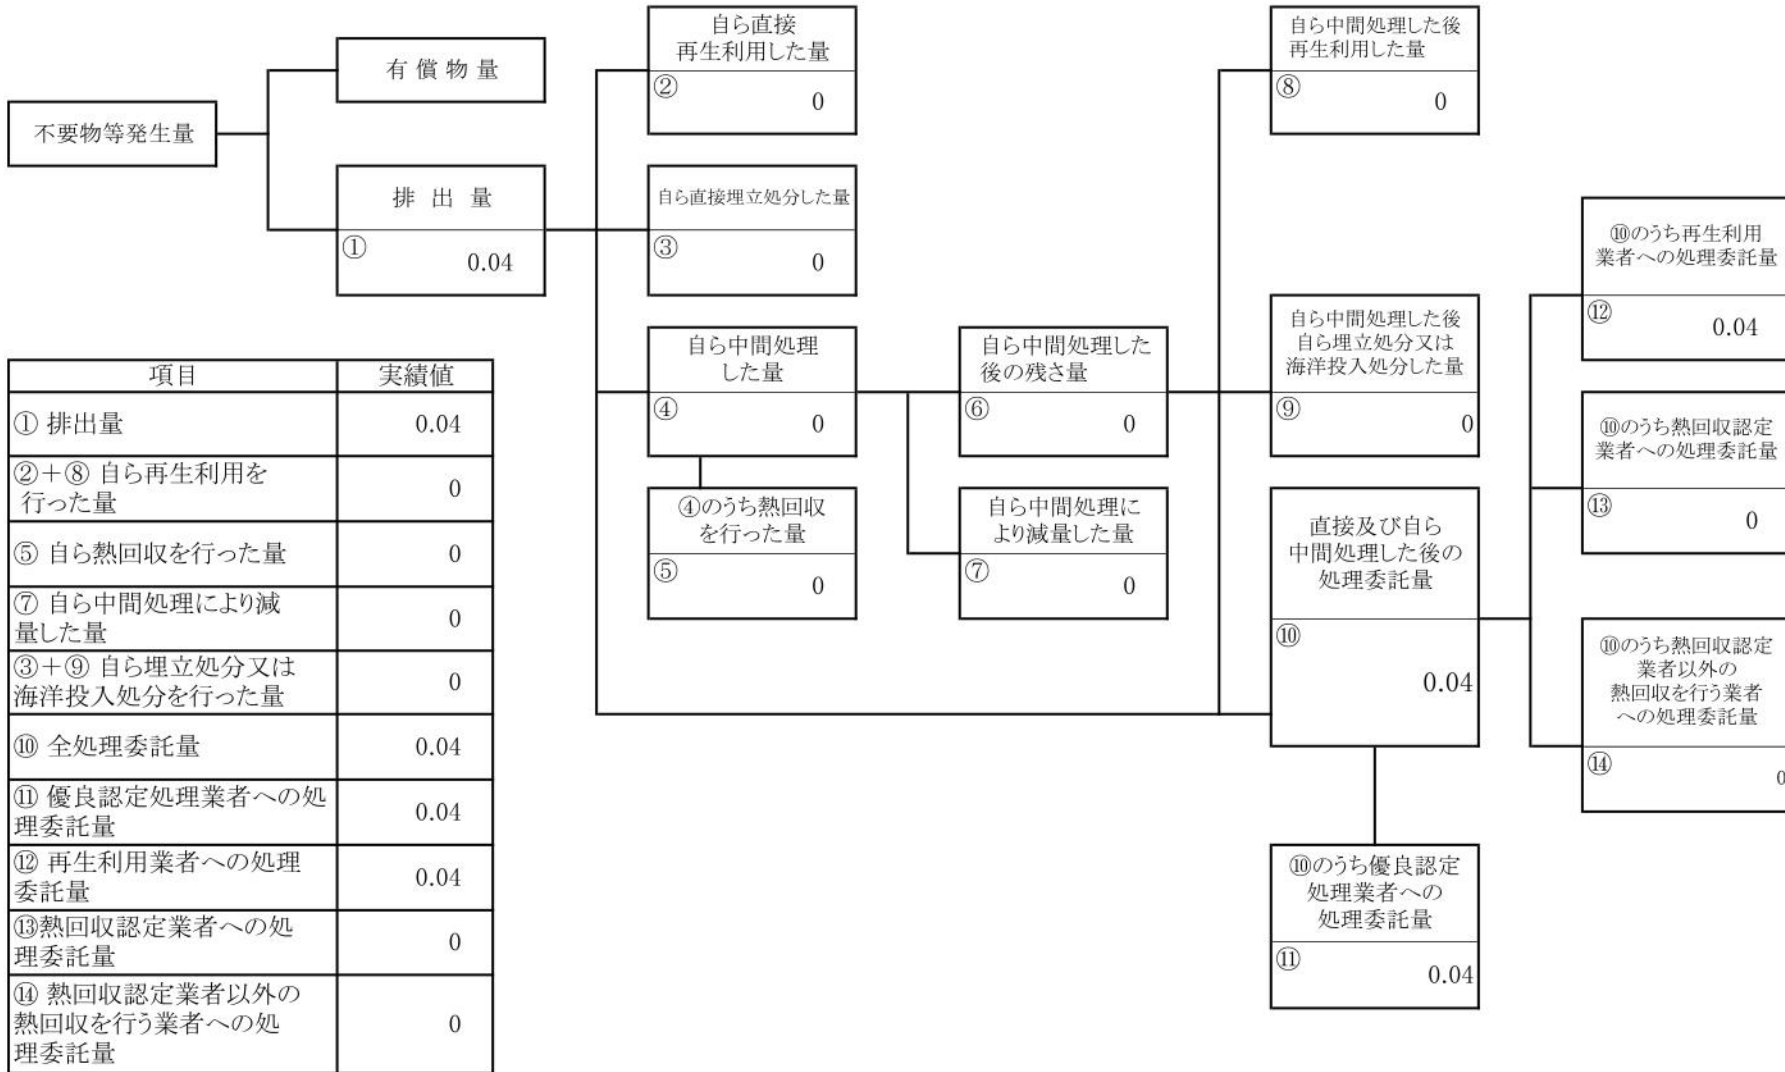 不要物等発生量
有 償 物 量
排 出 量
①
0.04
自ら直接
再生利用した量
②
0
自ら直接埋立処分した量
③
0
自ら中間処理
した量
④
0
④のうち熱回収
を行った量
⑤
0
自ら中間処理した
後の残さ量
⑥
0
自ら中間処理に
より減量した量
⑦
0
自ら中間処理した後
再生利用した量
⑧
0
自ら中間処理した後
自ら埋立処分又は
海洋投入処分した量
⑨
0
直接及び自ら
中間処理した後の
処理委託量
⑩
0.04
⑩のうち優良認定
処理業者への
処理委託量
⑪
0.04
⑩のうち再生利用
業者への処理委託量
⑫
0.04
⑩のうち熱回収認定
業者への処理委託量
⑬
0
⑩のうち熱回収認定
業者以外の
熱回収を行う業者
への処理委託量
⑭
0
項目 実績値
① 排出量 0.04
②+⑧ 自ら再生利用を
行った量 0
⑤ 自ら熱回収を行った量 0
⑦ 自ら中間処理により減
量した量 0
③+⑨ 自ら埋立処分又は
海洋投入処分を行った量 0
⑩ 全処理委託量 0.04
⑪ 優良認定処理業者への処
理委託量 0.04
⑫ 再生利用業者への処理
委託量 0.04
⑬熱回収認定業者への処
理委託量 0
⑭ 熱回収認定業者以外の
熱回収を行う業者への処
理委託量 0